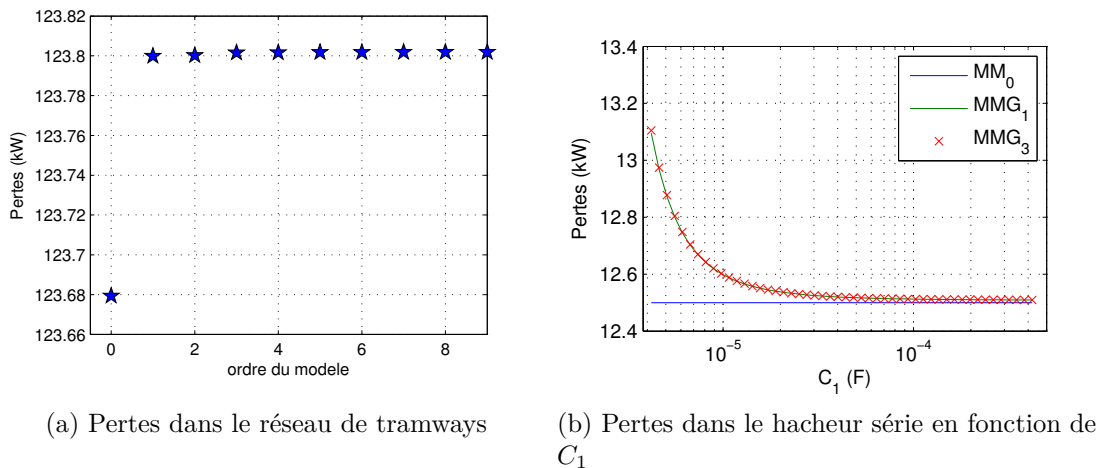 123.82
123.8
123.78
123.76
123.74
123.72
123.7
123.68
123.66
0 2 4 6 8
Pertes (kW)
ordre du modele
(a) Pertes dans le réseau de tramways
13.4
13.2
13
12.8
12.6
12.4
10⁻⁵ 10⁻⁴
Pertes (kW)
C₁ (F)
MM₀
MMG₁
MMG₃
(b) Pertes dans le hacheur série en fonction de
C₁